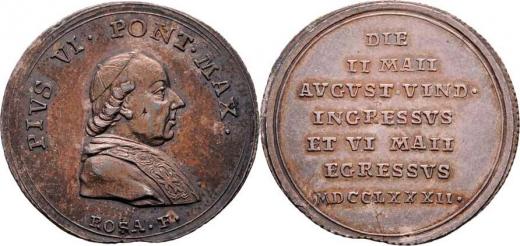 PIVS VI · PONT · MAX ·
ROSA . F.
DIE
II MAII
AVGVST · VIND ·
INGRESSVS
ET VI MAII
EGRESSVS
MDCCLXXXII ·